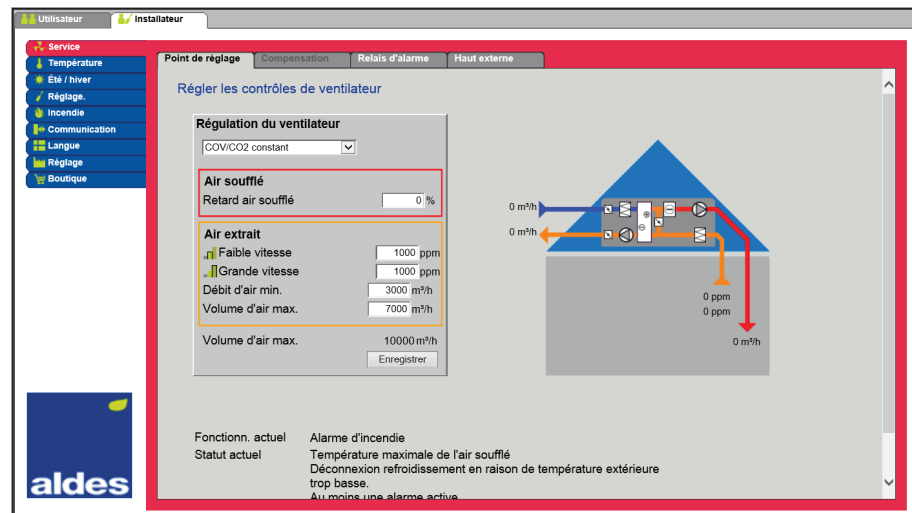 Utilisateur
Installateur
Service
Température
Été / hiver
Réglage.
Incendie
Communication
Langue
Réglage
Boutique
Point de réglage
Compensation
Relais d'alarme
Haut externe
Régler les contrôles de ventilateur
Régulation du ventilateur
COV/CO2 constant
Air soufflé
Retard air soufflé 0 %
Air extrait
Faible vitesse 1000 ppm
Grande vitesse 1000 ppm
Débit d'air min. 3000 m³/h
Volume d'air max. 7000 m³/h
Volume d'air max. 10000 m³/h
Enregistrer
0 m³/h
0 m³/h
0 ppm
0 ppm
0 m³/h
Fonctionn. actuel Alarme d'incendie
Statut actuel Température maximale de l'air soufflé
Déconnexion refroidissement en raison de température extérieure
trop basse.
Au moins une alarme active
aldes